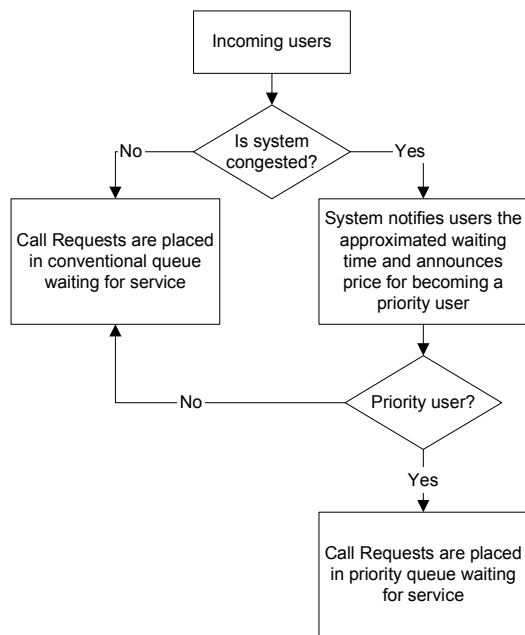 Incoming users
Is system
congested?
No
Yes
Call Requests are placed
in conventional queue
waiting for service
System notifies users the
approximated waiting
time and announces
price for becoming a
priority user
No
Priority user?
Yes
Call Requests are placed
in priority queue waiting
for service